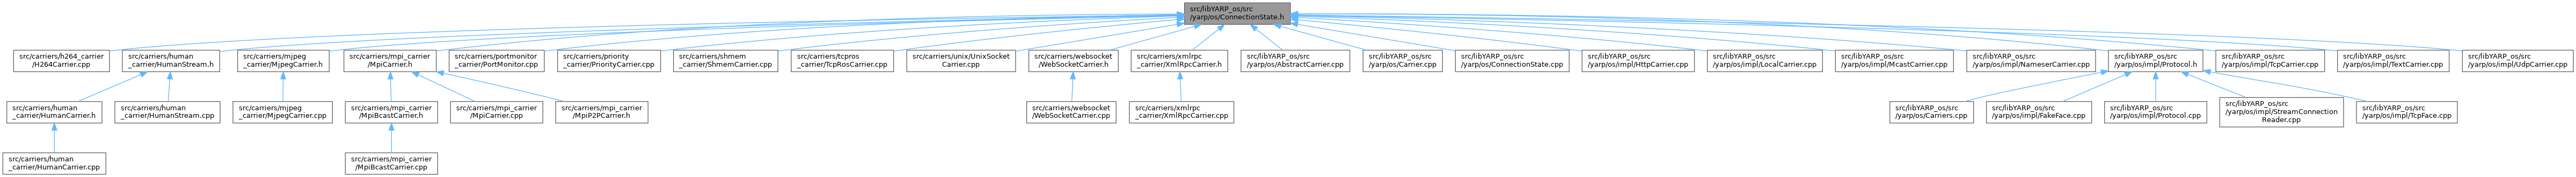 src/libYARP_os/src
/yarp/os/ConnectionState.h
src/carriers/h264_carrier
/H264Carrier.cpp
src/carriers/human
_carrier/HumanStream.h
src/carriers/mjpeg
_carrier/MjpegCarrier.h
src/carriers/mpi_carrier
/MpiCarrier.h
src/carriers/portmonitor
_carrier/PortMonitor.cpp
src/carriers/priority
_carrier/PriorityCarrier.cpp
src/carriers/shmem
_carrier/ShmemCarrier.cpp
src/carriers/tcpros
_carrier/TcpRosCarrier.cpp
src/carriers/unix/UnixSocket
Carrier.cpp
src/carriers/websocket
/WebSocketCarrier.h
src/carriers/xmlrpc
_carrier/XmlRpcCarrier.h
src/libYARP_os/src
/yarp/os/AbstractCarrier.cpp
src/libYARP_os/src
/yarp/os/Carrier.cpp
src/libYARP_os/src
/yarp/os/ConnectionState.cpp
src/libYARP_os/src
/yarp/os/impl/HttpCarrier.cpp
src/libYARP_os/src
/yarp/os/impl/LocalCarrier.cpp
src/libYARP_os/src
/yarp/os/impl/McastCarrier.cpp
src/libYARP_os/src
/yarp/os/impl/NameserCarrier.cpp
src/libYARP_os/src
/yarp/os/impl/Protocol.h
src/libYARP_os/src
/yarp/os/impl/TcpCarrier.cpp
src/libYARP_os/src
/yarp/os/impl/TextCarrier.cpp
src/libYARP_os/src
/yarp/os/impl/UdpCarrier.cpp
src/carriers/human
_carrier/HumanCarrier.h
src/carriers/human
_carrier/HumanStream.cpp
src/carriers/mjpeg
_carrier/MjpegCarrier.cpp
src/carriers/mpi_carrier
/MpiBcastCarrier.h
src/carriers/mpi_carrier
/MpiCarrier.cpp
src/carriers/mpi_carrier
/MpiP2PCarrier.h
src/carriers/websocket
/WebSocketCarrier.cpp
src/carriers/xmlrpc
_carrier/XmlRpcCarrier.cpp
src/libYARP_os/src
/yarp/os/Carriers.cpp
src/libYARP_os/src
/yarp/os/impl/FakeFace.cpp
src/libYARP_os/src
/yarp/os/impl/Protocol.cpp
src/libYARP_os/src
/yarp/os/impl/StreamConnection
Reader.cpp
src/libYARP_os/src
/yarp/os/impl/TcpFace.cpp
src/carriers/human
_carrier/HumanCarrier.cpp
src/carriers/mpi_carrier
/MpiBcastCarrier.cpp